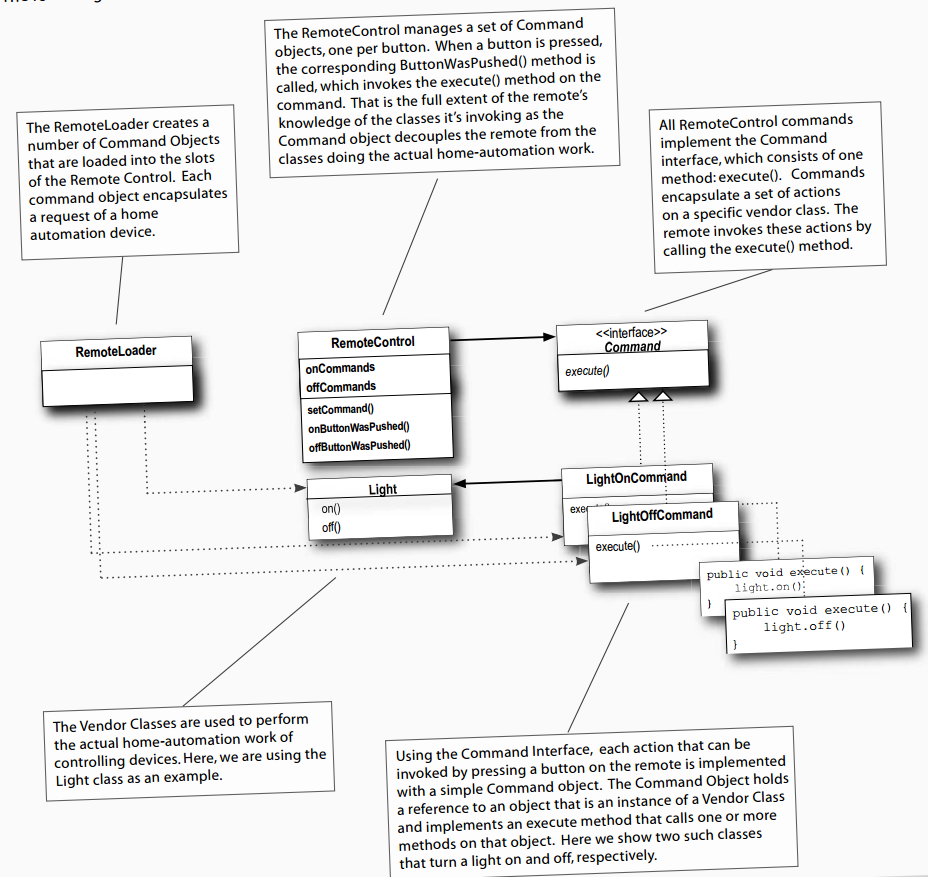 The RemoteControl manages a set of Command
objects, one per button. When a button is pressed,
the corresponding ButtonWasPushed() method is
called, which invokes the execute() method on the
command. That is the full extent of the remote's
knowledge of the classes it's invoking as the
Command object decouples the remote from the
classes doing the actual home-automation work.
The RemoteLoader creates a
number of Command Objects
that are loaded into the slots
of the Remote Control. Each
command object encapsulates
a request of a home
automation device.
All RemoteControl commands
implement the Command
interface, which consists of one
method: execute(). Commands
encapsulate a set of actions
on a specific vendor class. The
remote invokes these actions by
calling the execute() method.
RemoteLoader
RemoteControl
onCommands
offCommands
setCommand()
onButtonWasPushed()
offButtonWasPushed()
<<interface>>
Command
execute()
Light
on()
off()
LightOnCommand
LightOffCommand
execute()
public void execute() {
light.on()
}
public void execute() {
light.off()
}
The Vendor Classes are used to perform
the actual home-automation work of
controlling devices. Here, we are using the
Light class as an example.
Using the Command Interface, each action that can be
invoked by pressing a button on the remote is implemented
with a simple Command object. The Command Object holds
a reference to an object that is an instance of a Vendor Class
and implements an execute method that calls one or more
methods on that object. Here we show two such classes
that turn a light on and off, respectively.